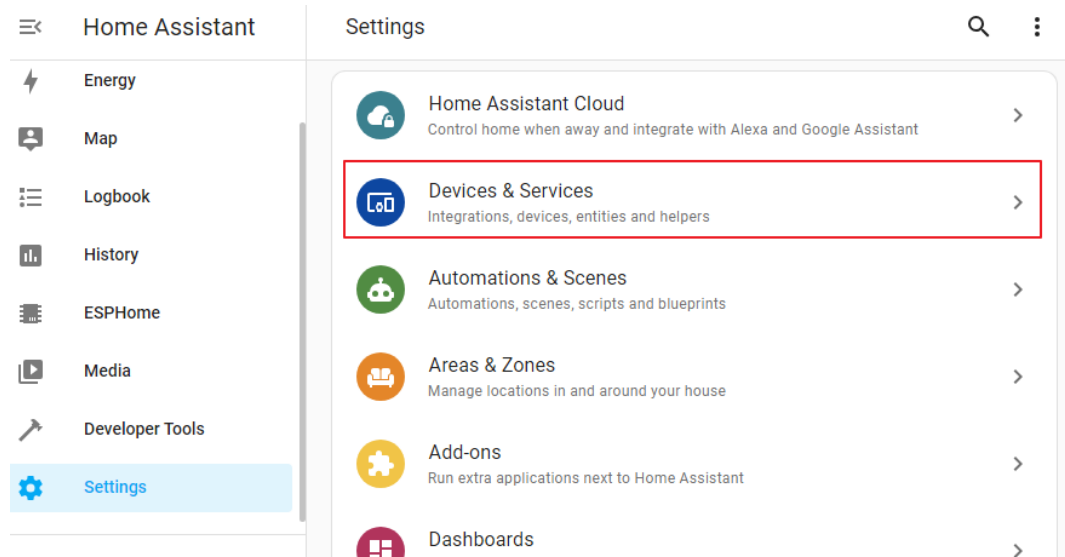 Home Assistant
Energy
Map
Logbook
History
ESPHome
Media
Developer Tools
Settings
Settings
Home Assistant Cloud
Control home when away and integrate with Alexa and Google Assistant
Devices & Services
Integrations, devices, entities and helpers
Automations & Scenes
Automations, scenes, scripts and blueprints
Areas & Zones
Manage locations in and around your house
Add-ons
Run extra applications next to Home Assistant
Dashboards